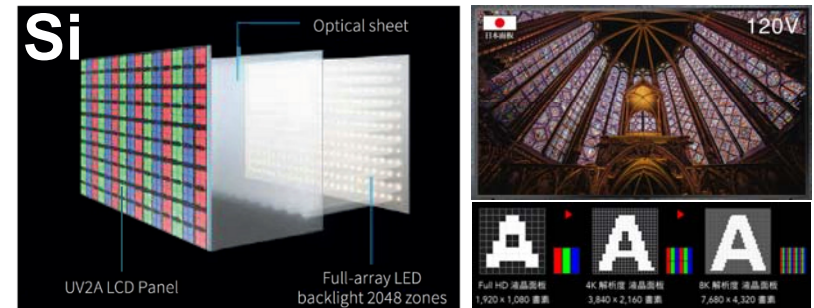 Si
Optical sheet
UV2A LCD Panel
Full-array LED
backlight 2048 zones
日本面板
120V
Full HD 液晶面板
1,920 x 1,080 畫素
4K 解析度 液晶面板
3,840 x 2,160 畫素
8K 解析度 液晶面板
7,680 x 4,320 畫素